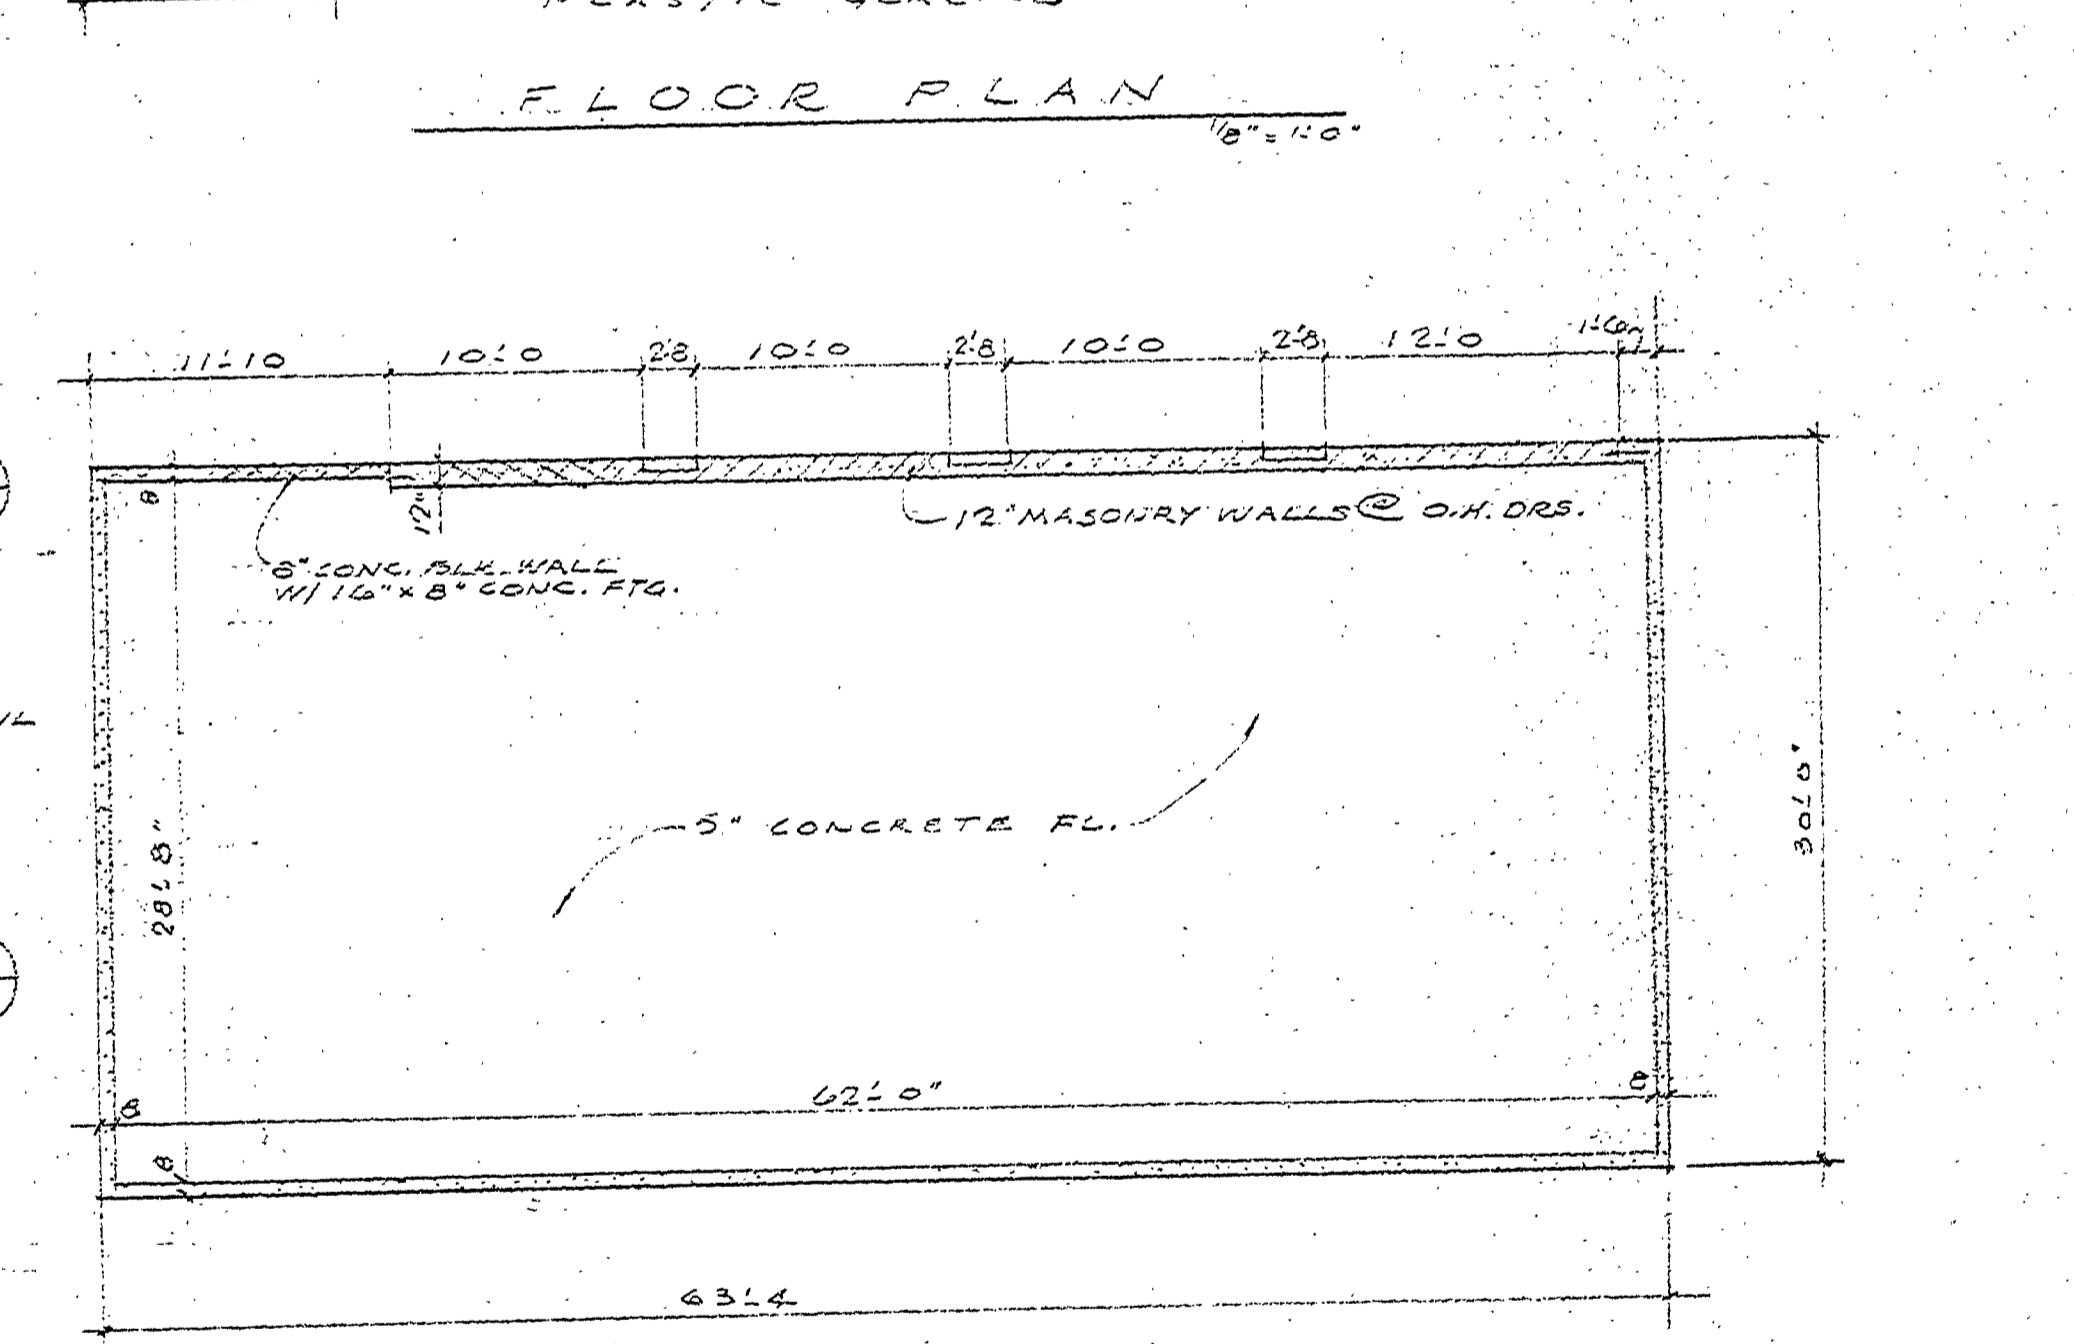 FLOOR PLAN
1/8" = 1'-0"
11'-10 10'-0 2'-8 10'-0 2'-8 10'-0 2'-8 12'-0 1'-6
8
12"
12" MASONRY WALLS @ O.H. DRS.
8" CONC. BLK. WALL
W/ 16" x 8" CONC. FTG.
5" CONCRETE FL.
28'-8"
30'-0"
62'-0"
8
8
8
63'-4